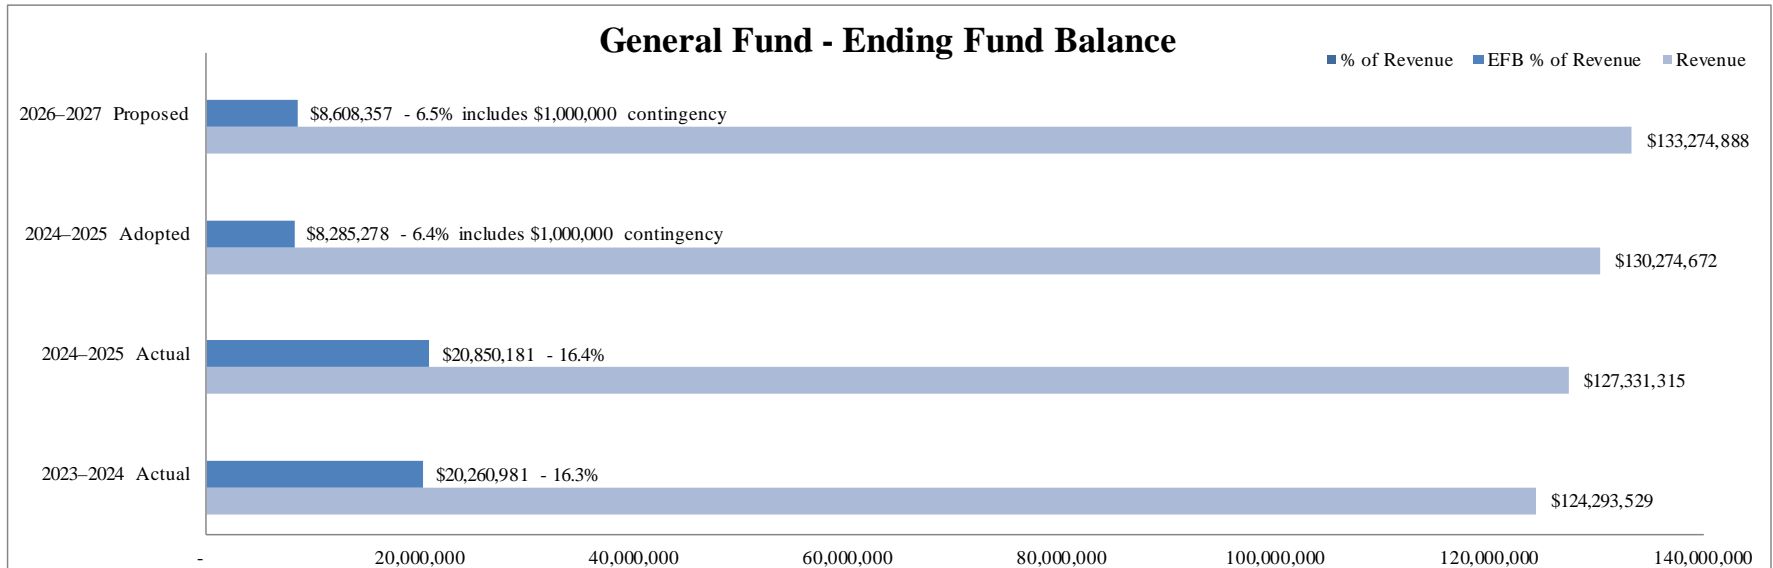 General Fund - Ending Fund Balance
% of Revenue EFB % of Revenue Revenue
2026–2027 Proposed
$8,608,357 - 6.5% includes $1,000,000 contingency
$133,274,888
2024–2025 Adopted
$8,285,278 - 6.4% includes $1,000,000 contingency
$130,274,672
2024–2025 Actual
$20,850,181 - 16.4%
$127,331,315
2023–2024 Actual
$20,260,981 - 16.3%
$124,293,529
- 20,000,000 40,000,000 60,000,000 80,000,000 100,000,000 120,000,000 140,000,000